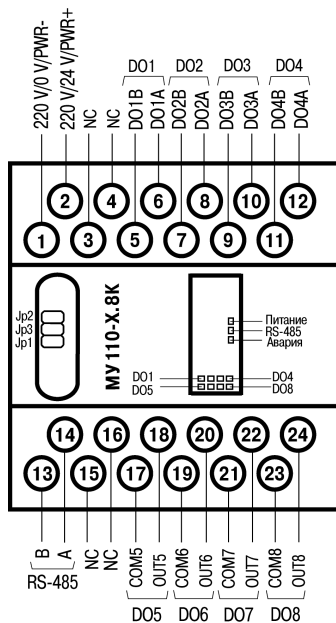 DO1 DO2 DO3 DO4
220 V/0 V/PWR-
220 V/24 V/PWR+
NC
NC
DO1B
DO1A
DO2B
DO2A
DO3B
DO3A
DO4B
DO4A
2 4 6 8 10 12
1 3 5 7 9 11
Jp2
Jp3
Jp1
МУ110-Х.8К
Питание
RS-485
Авария
DO1 DO4
DO5 DO8
14 16 18 20 22 24
13 15 17 19 21 23
B
A
NC
NC
COM5
OUT5
COM6
OUT6
COM7
OUT7
COM8
OUT8
RS-485
DO5 DO6 DO7 DO8